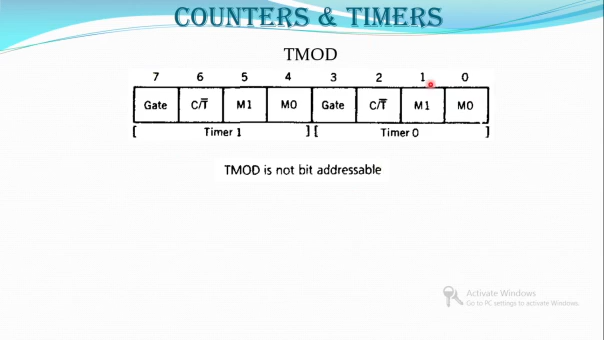 COUNTERS & TIMERS
TMOD
7 6 5 4 3 2 1 0
Gate C/T̅ M1 M0 Gate C/T̅ M1 M0
[ Timer 1 ] [ Timer 0 ]
TMOD is not bit addressable
Activate Windows
Go to PC settings to activate Windows.